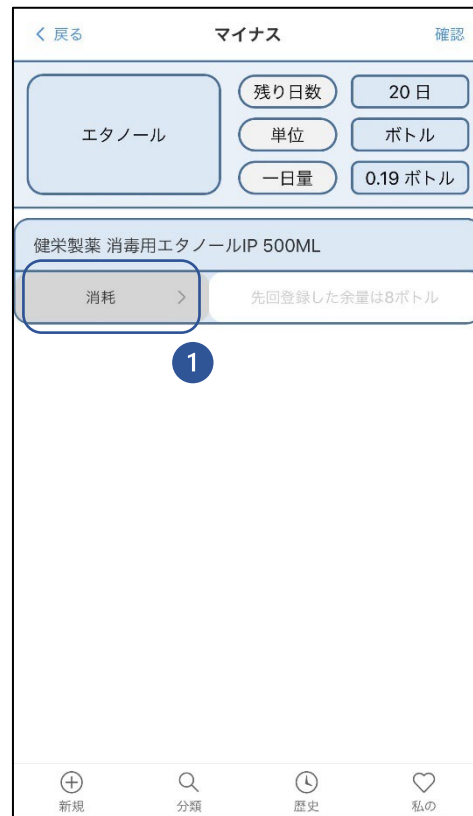 戻る マイナス 確認
エタノール
残り日数 20 日
単位 ボトル
一日量 0.19 ボトル
健栄製薬 消毒用エタノールIP 500ML
消耗 先回登録した余量は8ボトル
1
新規 分類 歴史 私の